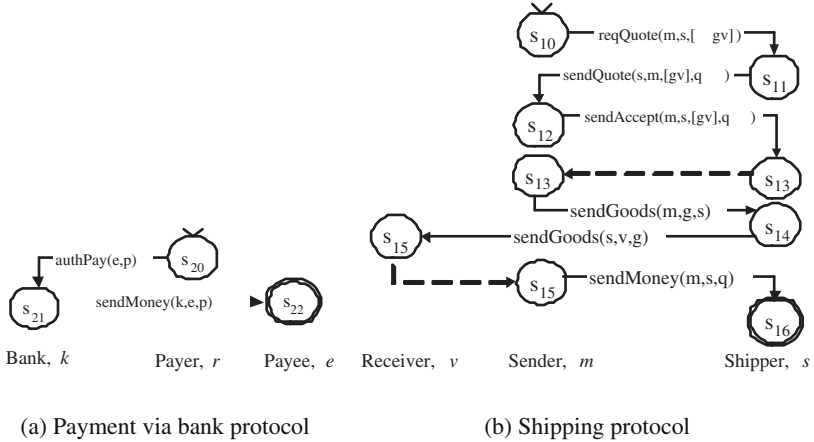 s10
reqQuote(m,s,[ gv])
s11
sendQuote(s,m,[gv],q )
s12
sendAccept(m,s,[gv],q )
s13
s13
sendGoods(m,g,s)
s14
s15
sendGoods(s,v,g)
authPay(e,p)
s20
s15
sendMoney(m,s,q)
s21
sendMoney(k,e,p)
s22
s16
Bank, k
Payer, r
Payee, e
Receiver, v
Sender, m
Shipper, s
(a) Payment via bank protocol
(b) Shipping protocol